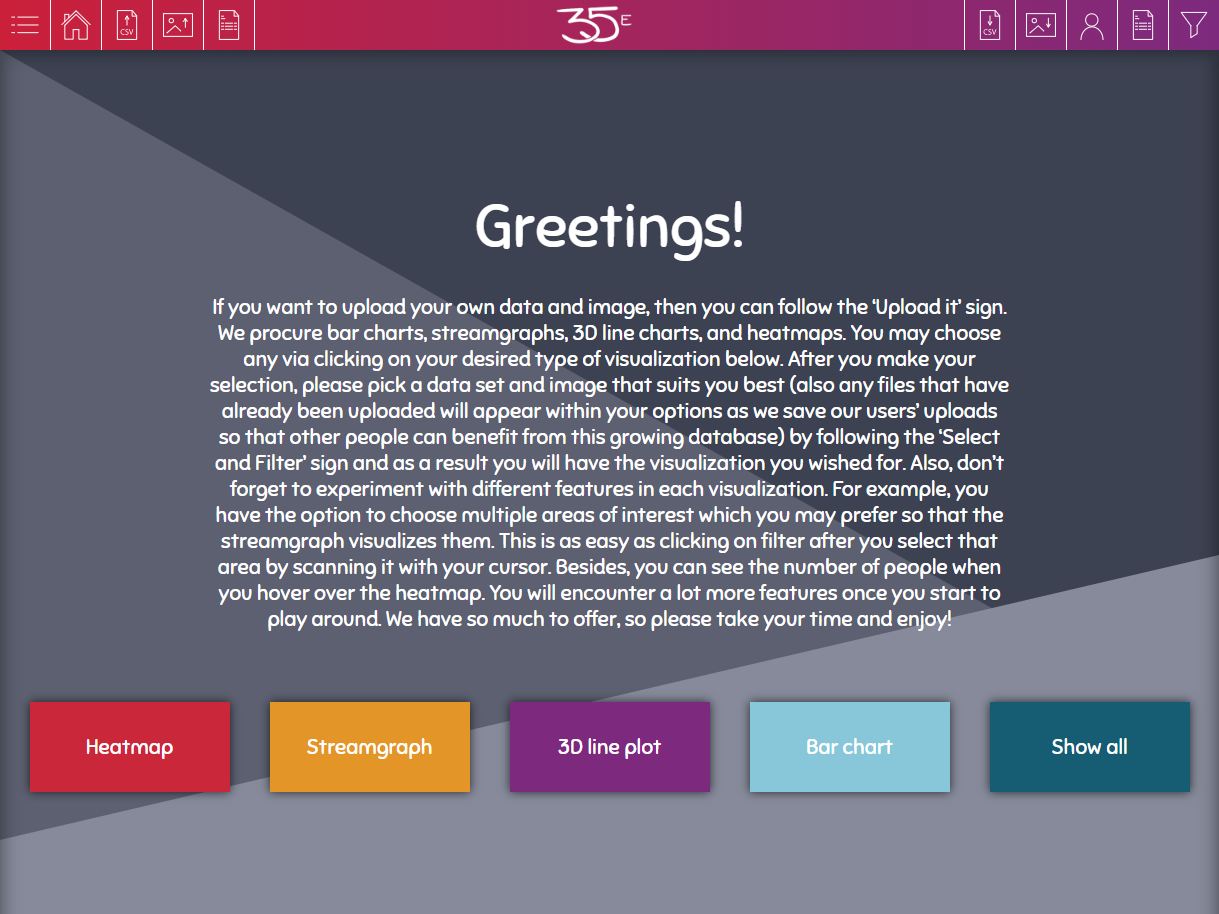 CSV
35E
CSV
Greetings!
If you want to upload your own data and image, then you can follow the ‘Upload it’ sign.
We procure bar charts, streamgraphs, 3D line charts, and heatmaps. You may choose
any via clicking on your desired type of visualization below. After you make your
selection, please pick a data set and image that suits you best (also any files that have
already been uploaded will appear within your options as we save our users’ uploads
so that other people can benefit from this growing database) by following the ‘Select
and Filter’ sign and as a result you will have the visualization you wished for. Also, don’t
forget to experiment with different features in each visualization. For example, you
have the option to choose multiple areas of interest which you may prefer so that the
streamgraph visualizes them. This is as easy as clicking on filter after you select that
area by scanning it with your cursor. Besides, you can see the number of people when
you hover over the heatmap. You will encounter a lot more features once you start to
play around. We have so much to offer, so please take your time and enjoy!
Heatmap
Streamgraph
3D line plot
Bar chart
Show all